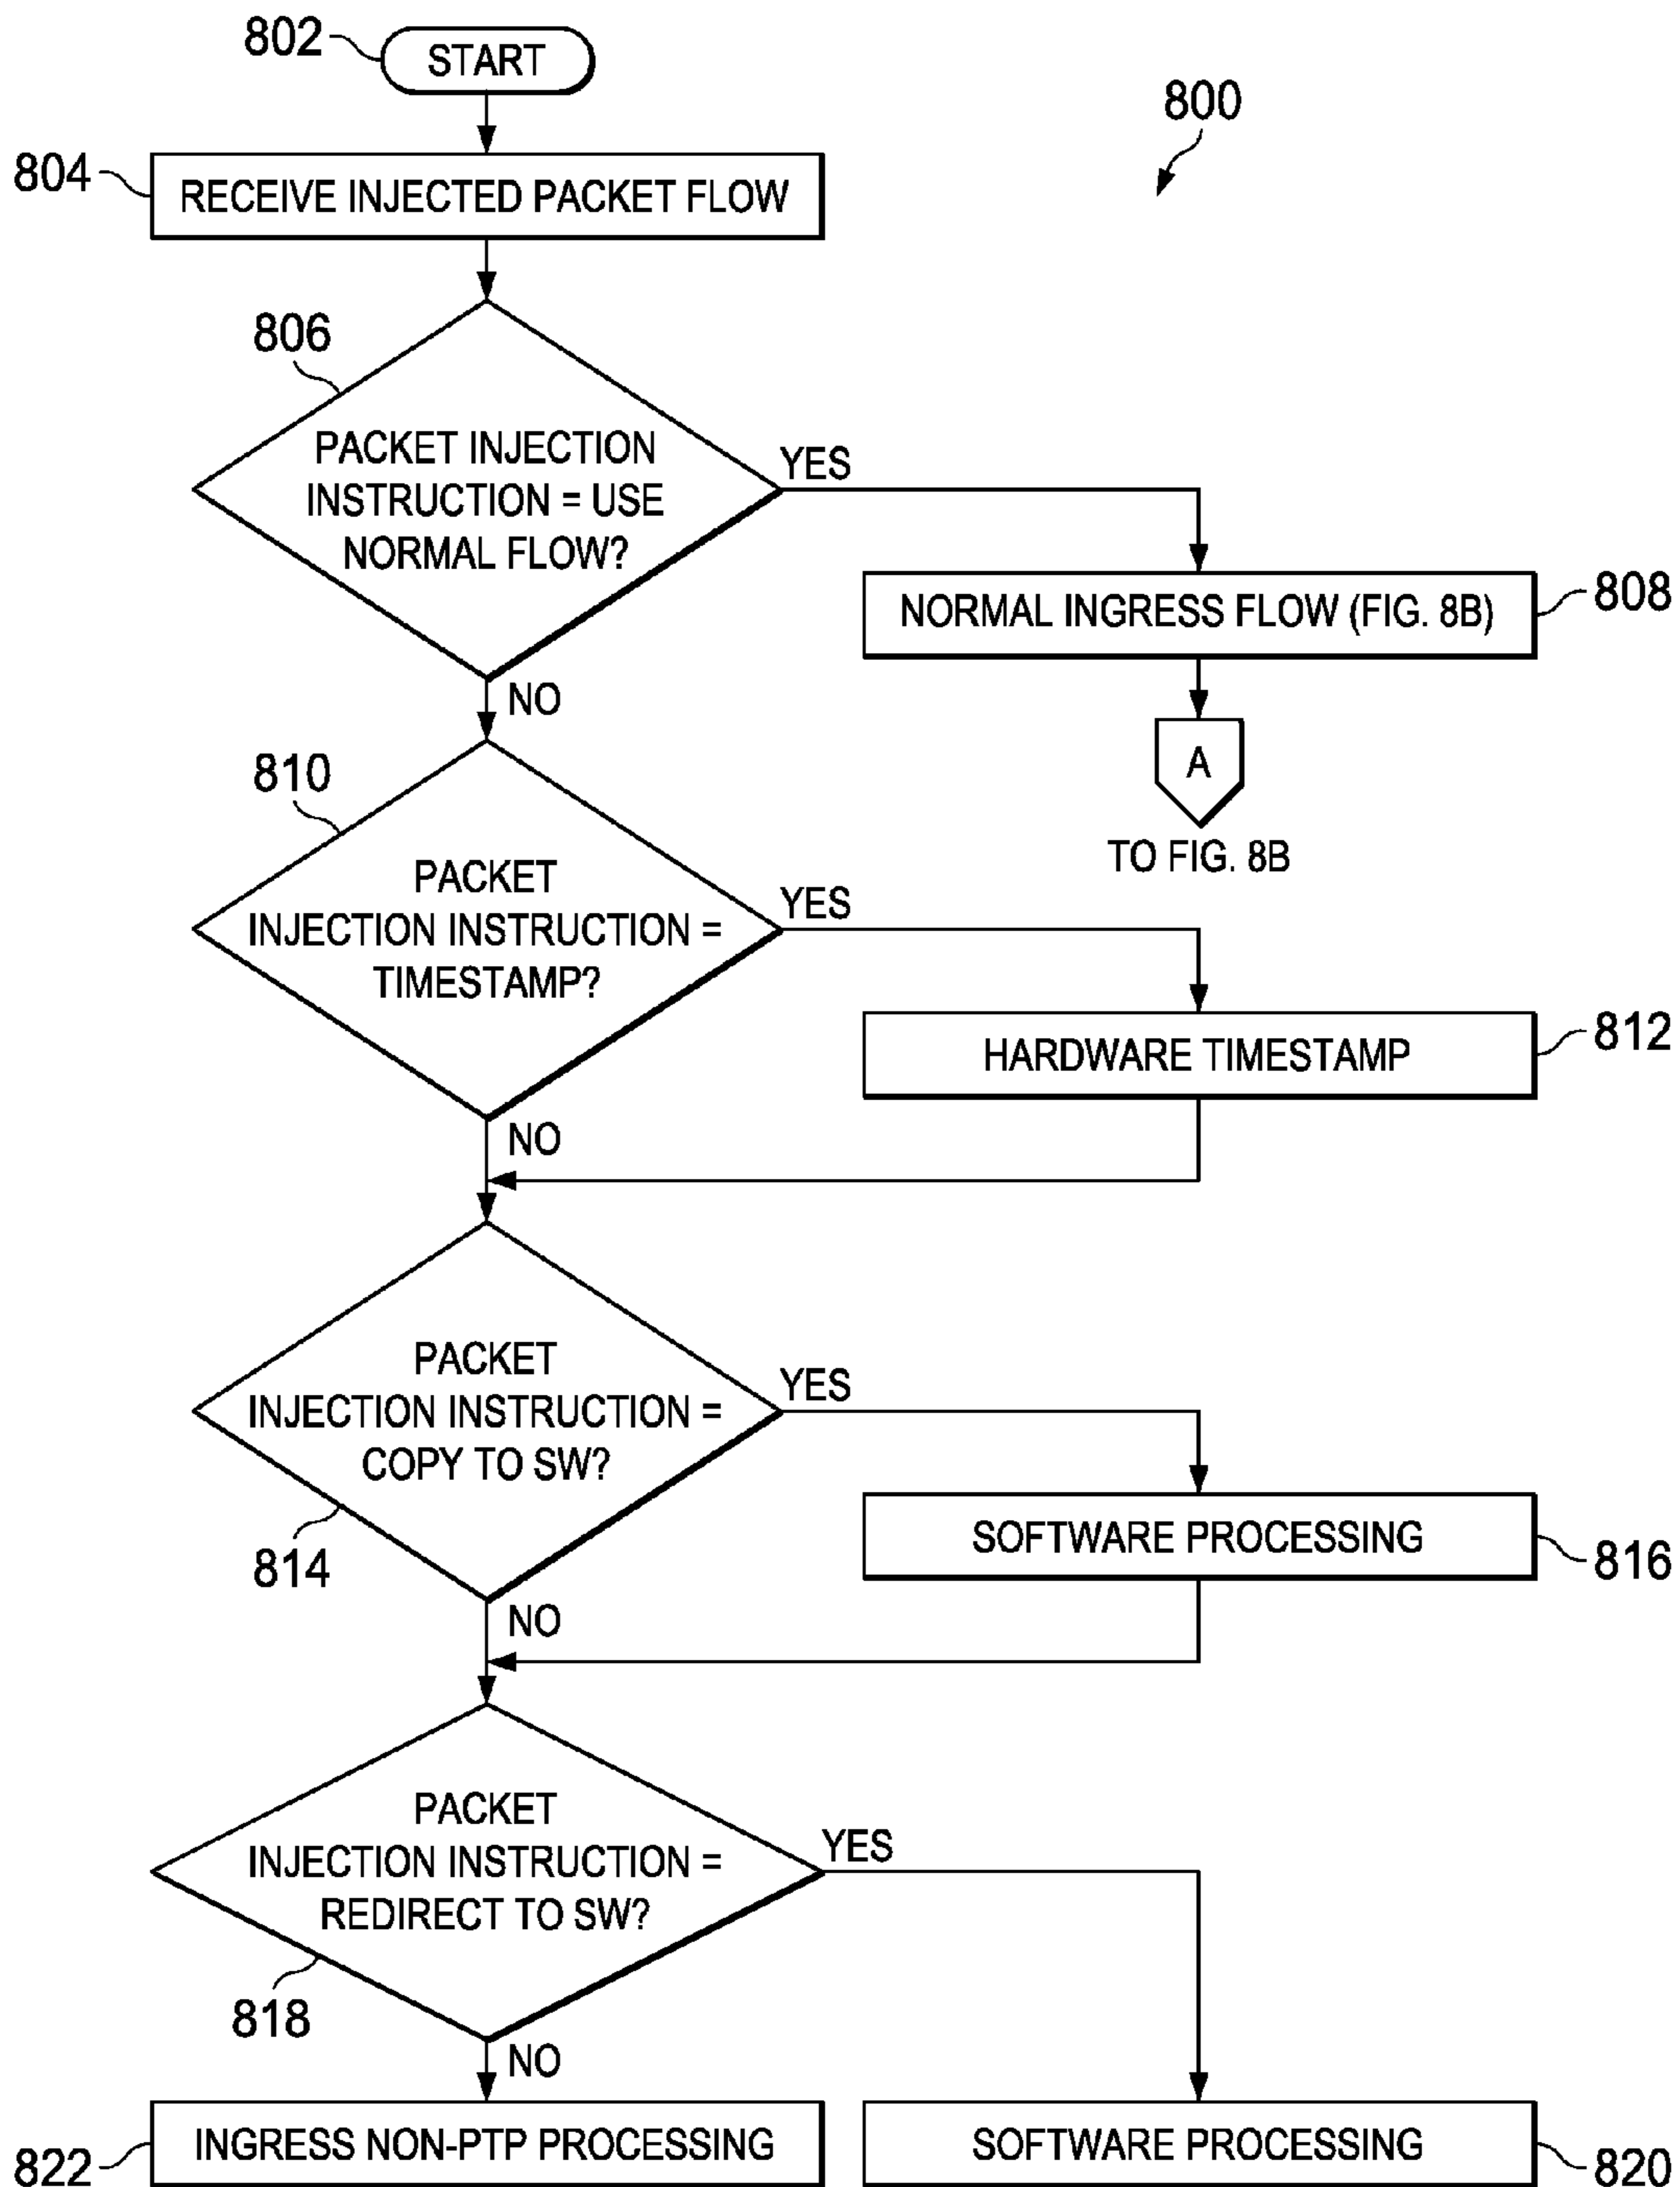 802
START
800
804
RECEIVE INJECTED PACKET FLOW
806
PACKET INJECTION
INSTRUCTION = USE
NORMAL FLOW?
YES
NO
808
NORMAL INGRESS FLOW (FIG. 8B)
A
TO FIG. 8B
810
PACKET
INJECTION INSTRUCTION =
TIMESTAMP?
YES
NO
812
HARDWARE TIMESTAMP
PACKET
INJECTION INSTRUCTION =
COPY TO SW?
814
YES
NO
SOFTWARE PROCESSING
816
PACKET
INJECTION INSTRUCTION =
REDIRECT TO SW?
818
YES
NO
INGRESS NON-PTP PROCESSING
822
SOFTWARE PROCESSING
820